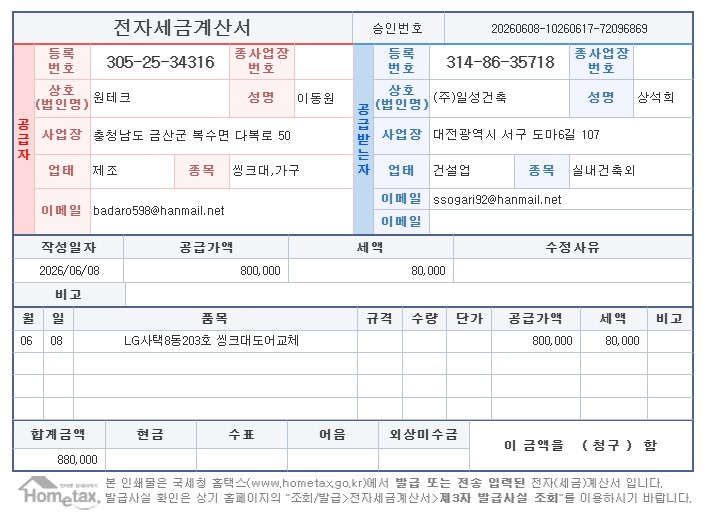 전자세금계산서 승인번호 20260608-10260617-72096869
공급자
등록번호 305-25-34316 종사업장번호
상호(법인명) 원테크 성명 이동원
사업장 충청남도 금산군 복수면 다복로 50
업태 제조 종목 씽크대,가구
이메일 badaro598@hanmail.net
공급받는자
등록번호 314-86-35718 종사업장번호
상호(법인명) (주)일성건축 성명 상석희
사업장 대전광역시 서구 도마6길 107
업태 건설업 종목 실내건축외
이메일 ssogari92@hanmail.net
이메일
작성일자 공급가액 세액 수정사유
2026/06/08 800,000 80,000
비고
월 일 품목 규격 수량 단가 공급가액 세액 비고
06 08 LG사택8동203호 씽크대도어교체 800,000 80,000
합계금액 현금 수표 어음 외상미수금 이 금액을 (청구) 함
880,000
Hometax.
본 인쇄물은 국세청 홈택스(www.hometax.go.kr)에서 발급 또는 전송 입력된 전자(세금)계산서 입니다.
발급사실 확인은 상기 홈페이지의 "조회/발급>전자세금계산서>제3자 발급사실 조회"를 이용하시기 바랍니다.